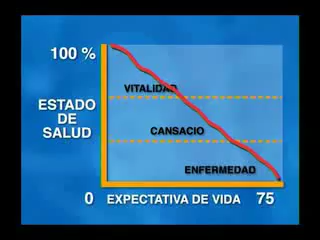 100 %
VITALIDAD
ESTADO
DE
SALUD
CANSACIO
ENFERMEDAD
0 EXPECTATIVA DE VIDA 75